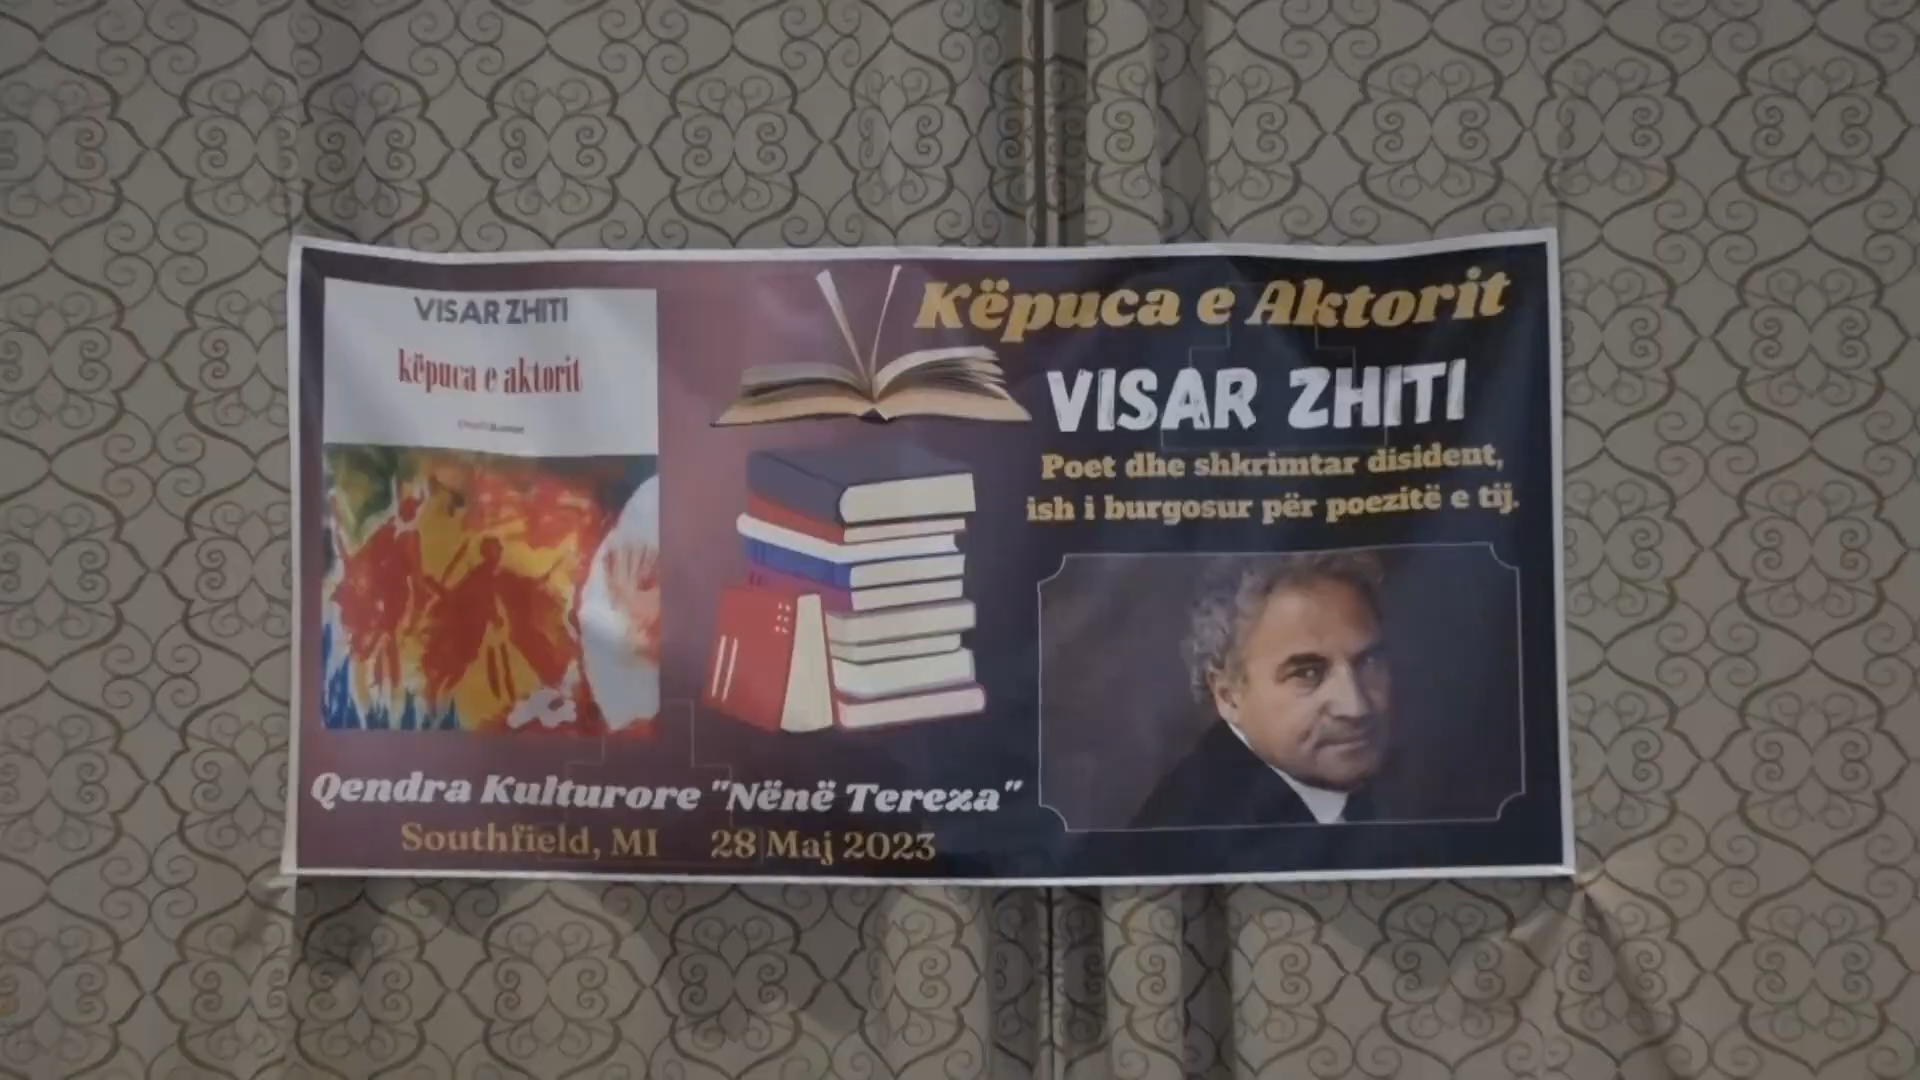 VISAR ZHITI
këpuca e aktorit
Këpuca e Aktorit
VISAR ZHITI
Poet dhe shkrimtar disident,
ish i burgosur për poezitë e tij.
Qendra Kulturore "Nënë Tereza"
Southfield, MI 28 Maj 2023